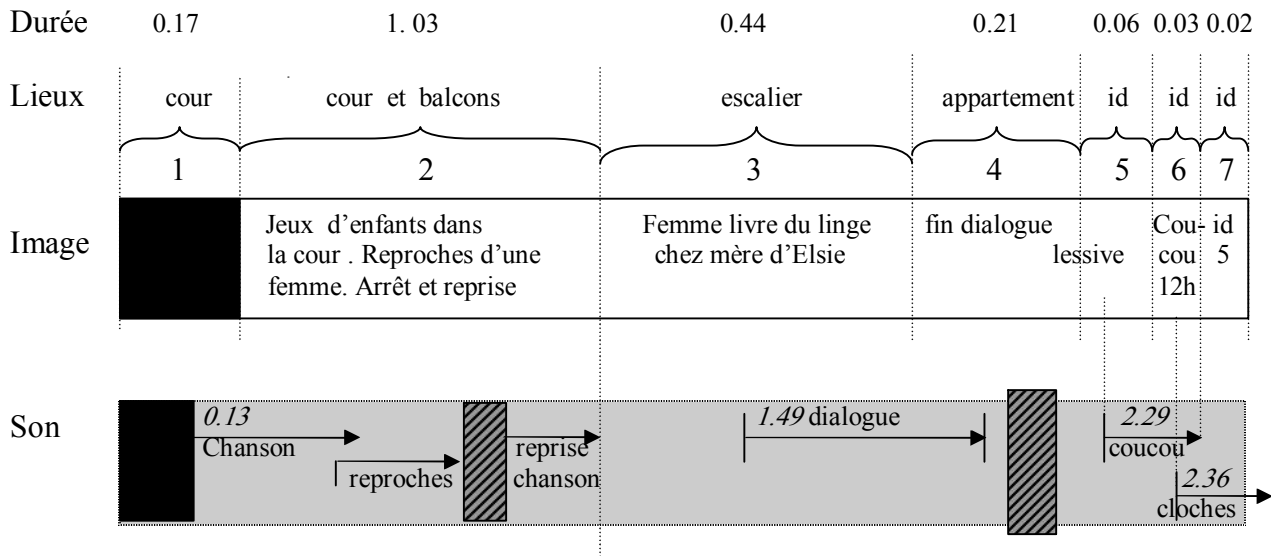 Durée 0.17 1. 03 0.44 0.21 0.06 0.03 0.02
Lieux cour cour et balcons escalier appartement id id id
1 2 3 4 5 6 7
Image
Jeux d'enfants dans
la cour . Reproches d'une
femme. Arrêt et reprise
Femme livre du linge
chez mère d'Elsie
fin dialogue
lessive
Cou-
cou
12h
id
5
Son
0.13
Chanson
reproches
reprise
chanson
1.49 dialogue
2.29
coucou
2.36
cloches